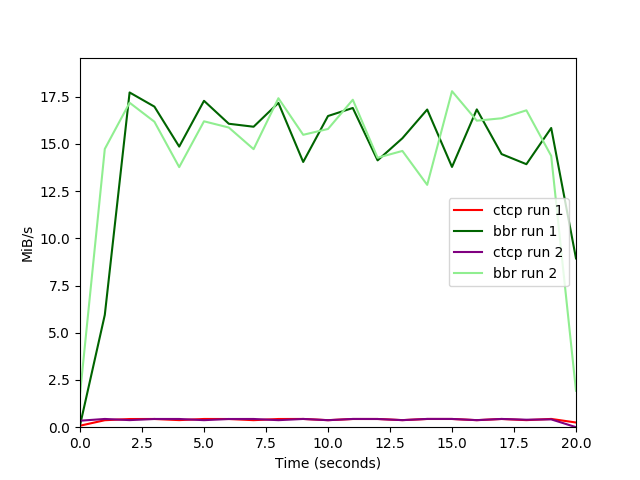 MiB/s
17.5
15.0
12.5
10.0
7.5
5.0
2.5
0.0
ctcp run 1
bbr run 1
ctcp run 2
bbr run 2
0.0 2.5 5.0 7.5 10.0 12.5 15.0 17.5 20.0
Time (seconds)